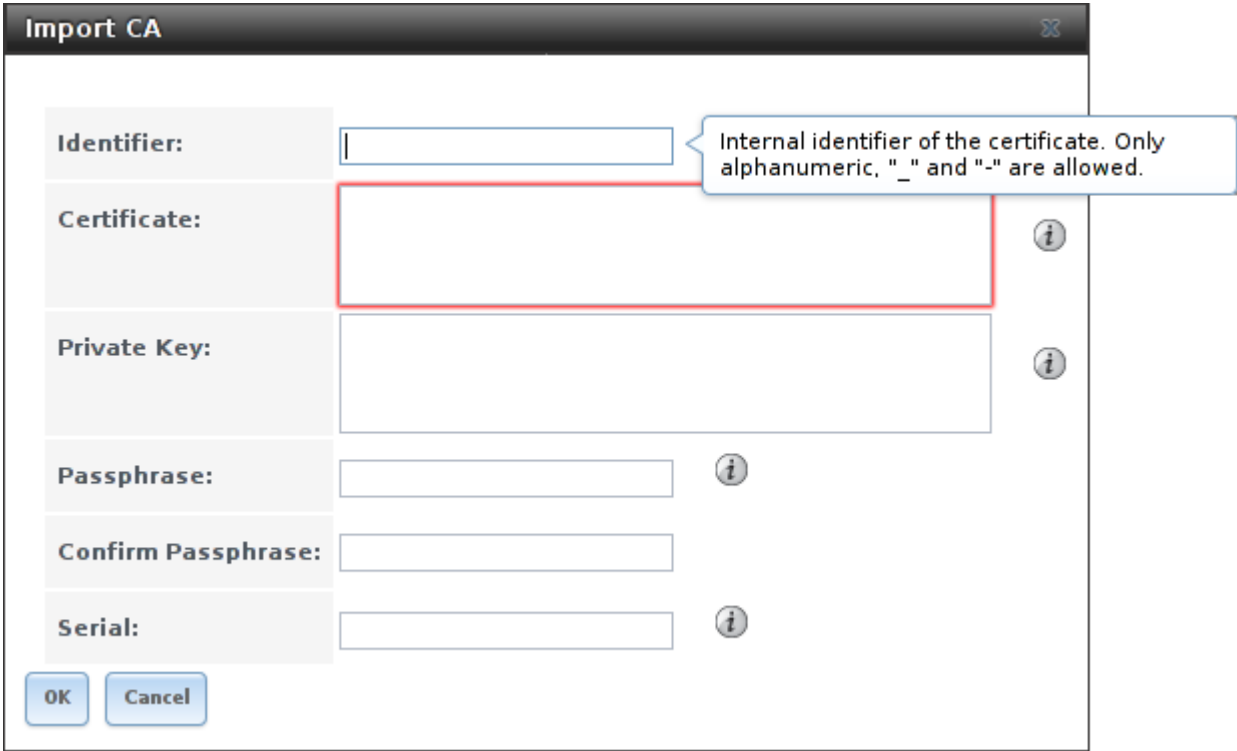 Import CA
Identifier:
Internal identifier of the certificate. Only
alphanumeric, "_" and "-" are allowed.
Certificate:
i
Private Key:
i
Passphrase:
i
Confirm Passphrase:
Serial:
i
OK
Cancel